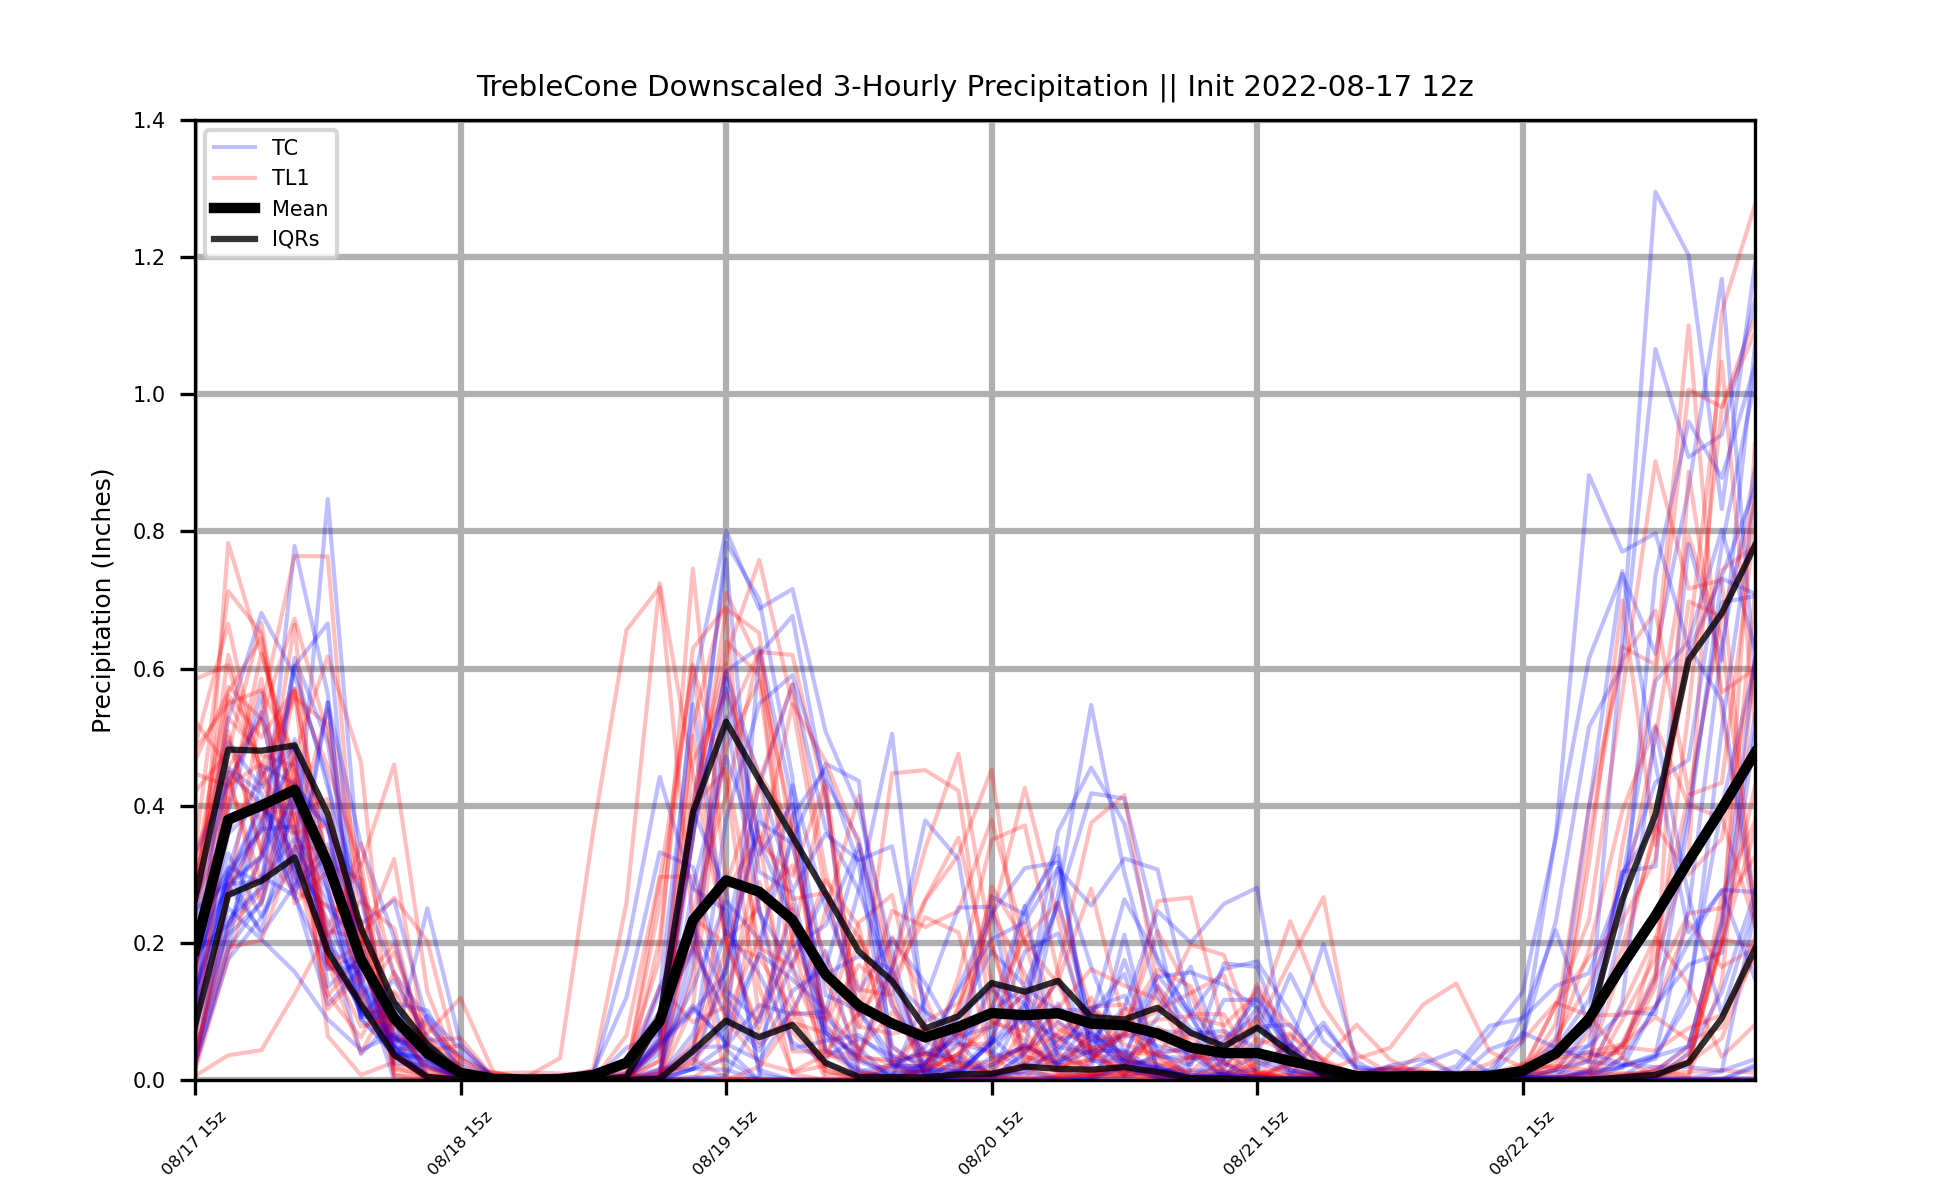 TrebleCone Downscaled 3-Hourly Precipitation || Init 2022-08-17 12z
1.4
1.2
1.0
0.8
0.6
0.4
0.2
0.0
Precipitation (Inches)
TC
TL1
Mean
IQRs
08/17 15z
08/18 15z
08/19 15z
08/20 15z
08/21 15z
08/22 15z